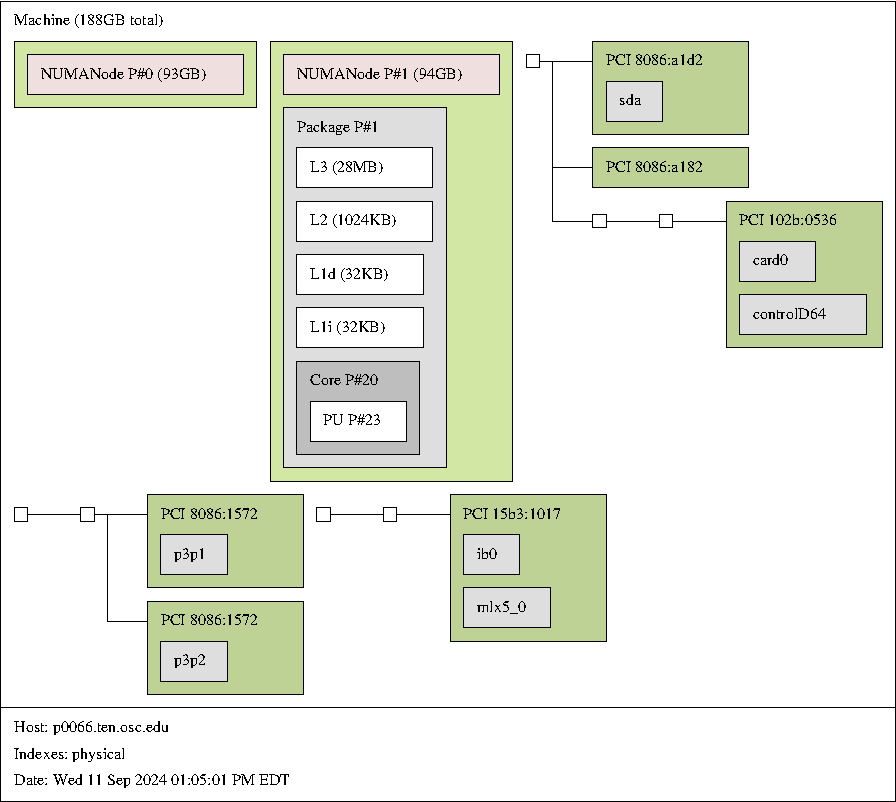 Machine (188GB total)
NUMANode P#0 (93GB)
NUMANode P#1 (94GB)
Package P#1
L3 (28MB)
L2 (1024KB)
L1d (32KB)
L1i (32KB)
Core P#20
PU P#23
PCI 8086:a1d2
sda
PCI 8086:a182
PCI 102b:0536
card0
controlD64
PCI 8086:1572
p3p1
PCI 8086:1572
p3p2
PCI 15b3:1017
ib0
mlx5_0
Host: p0066.ten.osc.edu
Indexes: physical
Date: Wed 11 Sep 2024 01:05:01 PM EDT